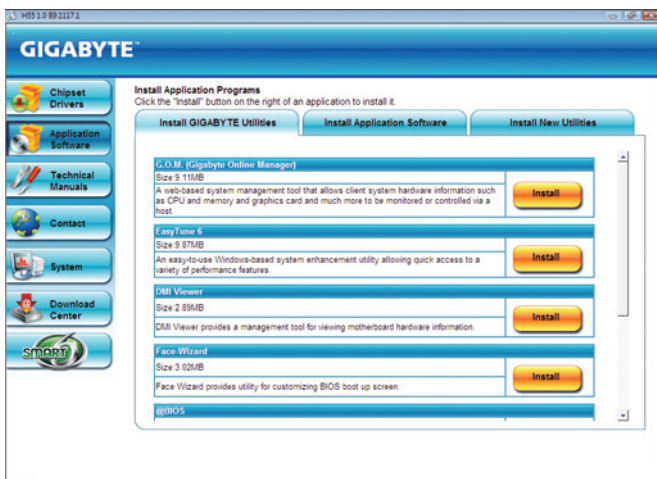 H55 1.0 B9.1117.1
GIGABYTE™
Chipset
Drivers
Application
Software
Technical
Manuals
Contact
System
Download
Center
SMART 6
Install Application Programs
Click the "Install" button on the right of an application to install it.
Install GIGABYTE Utilities
Install Application Software
Install New Utilities
G.O.M. (Gigabyte Online Manager)
Size:9.11MB
A web-based system management tool that allows client system hardware information such
as CPU and memory and graphics card and much more to be monitored or controlled via a
host.
Install
EasyTune 6
Size:9.87MB
An easy-to-use Windows-based system enhancement utility allowing quick access to a
variety of performance features.
Install
DMI Viewer
Size:2.89MB
DMI Viewer provides a management tool for viewing motherboard hardware information.
Install
Face-Wizard
Size:3.02MB
Face Wizard provides utility for customizing BIOS boot up screen
Install
@BIOS